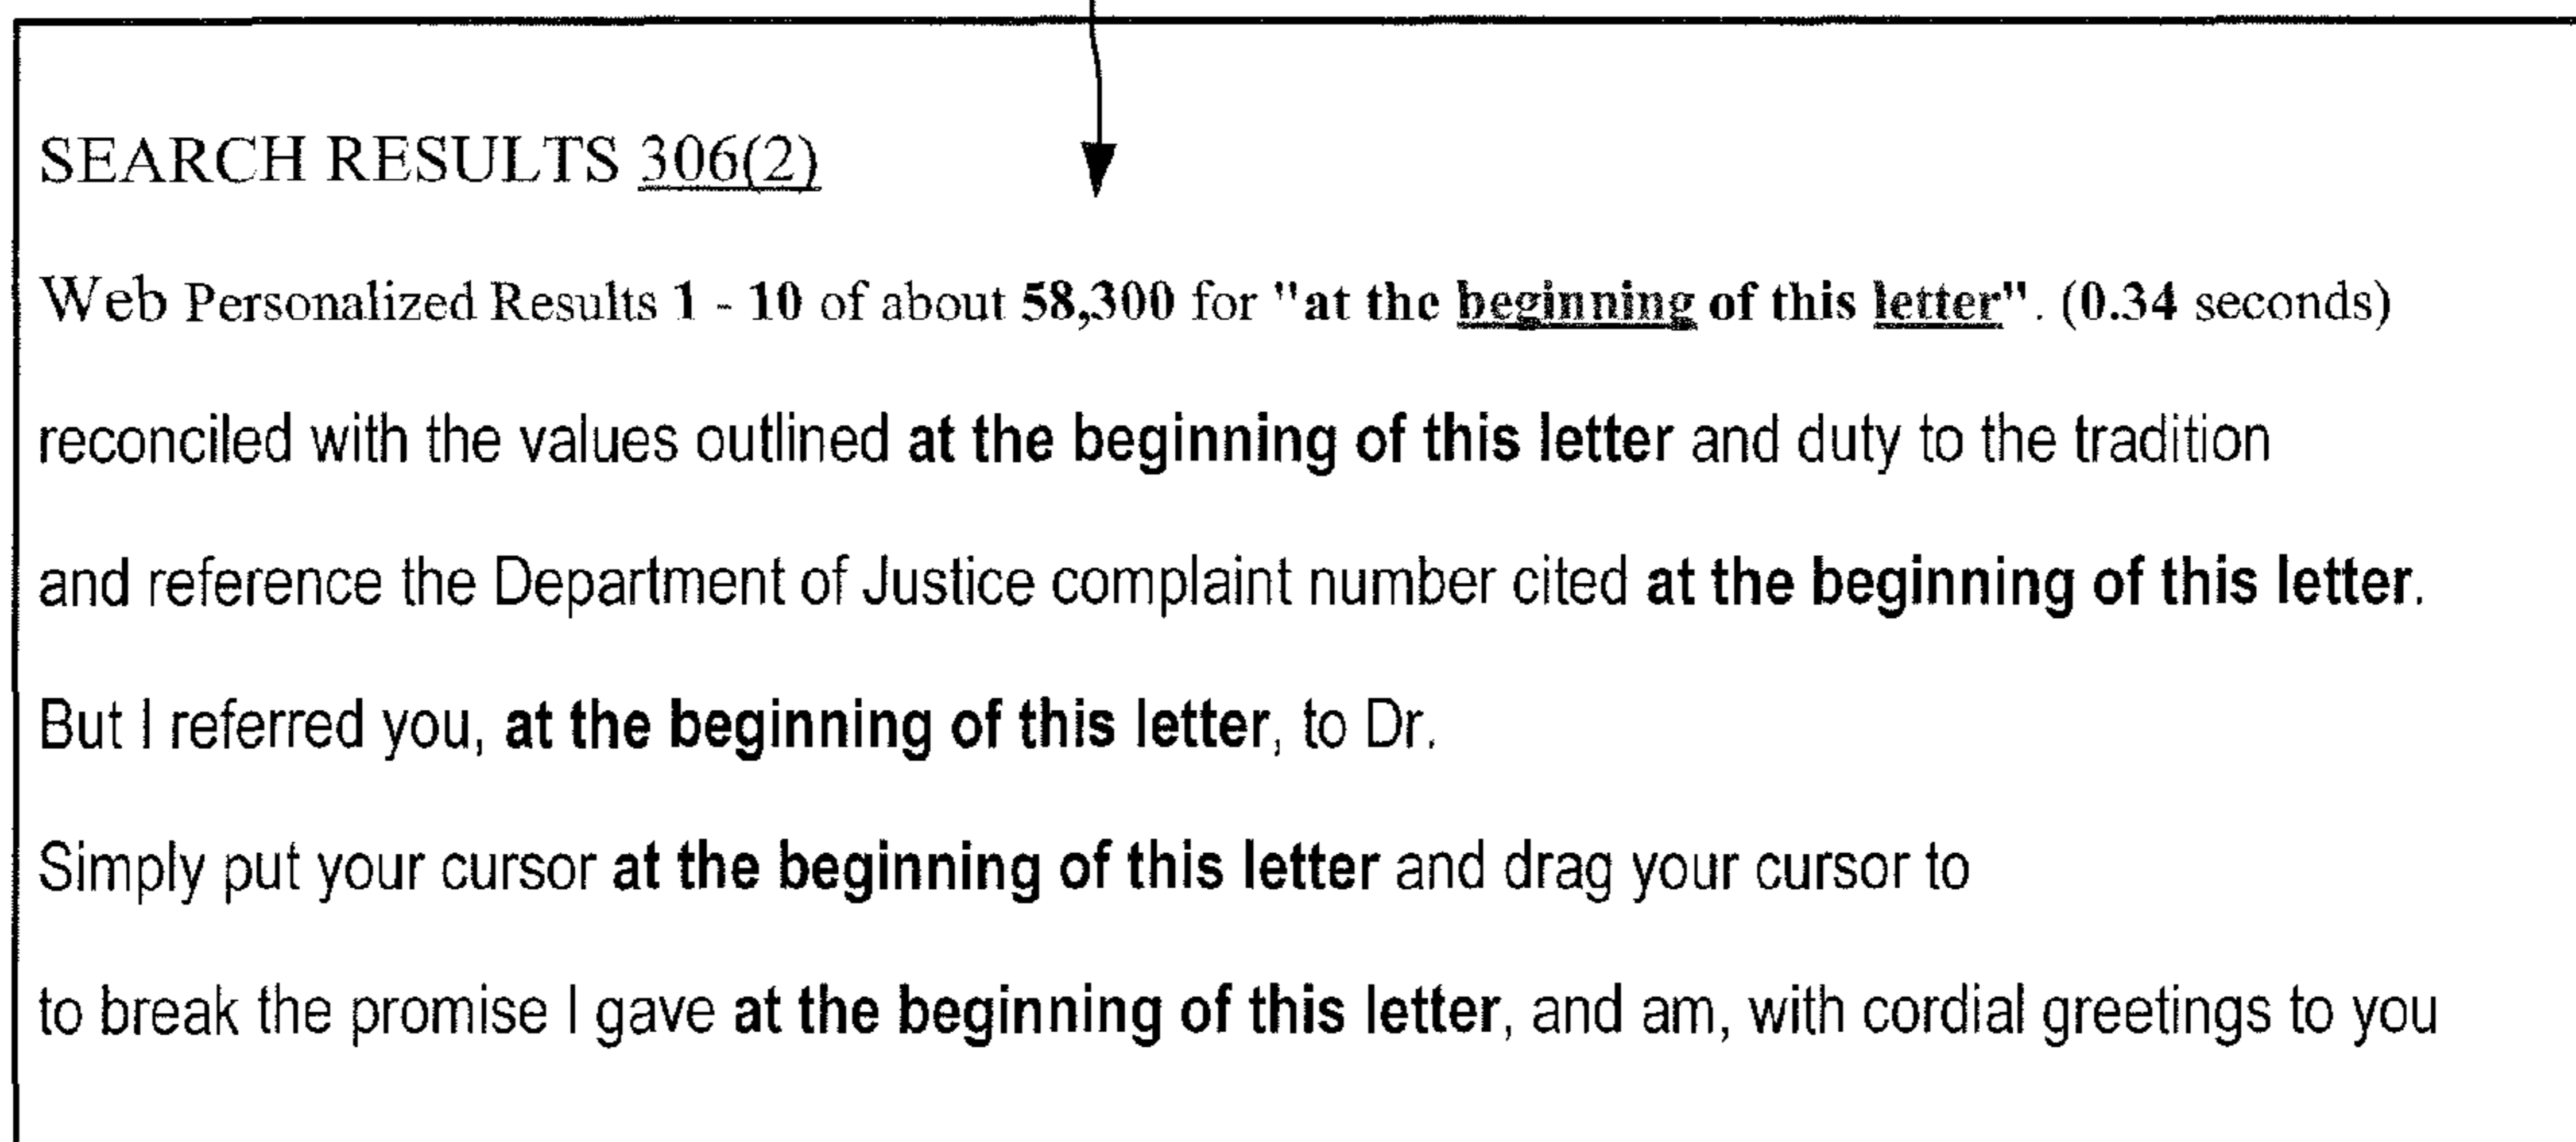 SEARCH RESULTS 306(2)
Web Personalized Results 1 - 10 of about 58,300 for "at the beginning of this letter". (0.34 seconds)
reconciled with the values outlined at the beginning of this letter and duty to the tradition
and reference the Department of Justice complaint number cited at the beginning of this letter.
But I referred you, at the beginning of this letter, to Dr.
Simply put your cursor at the beginning of this letter and drag your cursor to
to break the promise I gave at the beginning of this letter, and am, with cordial greetings to you